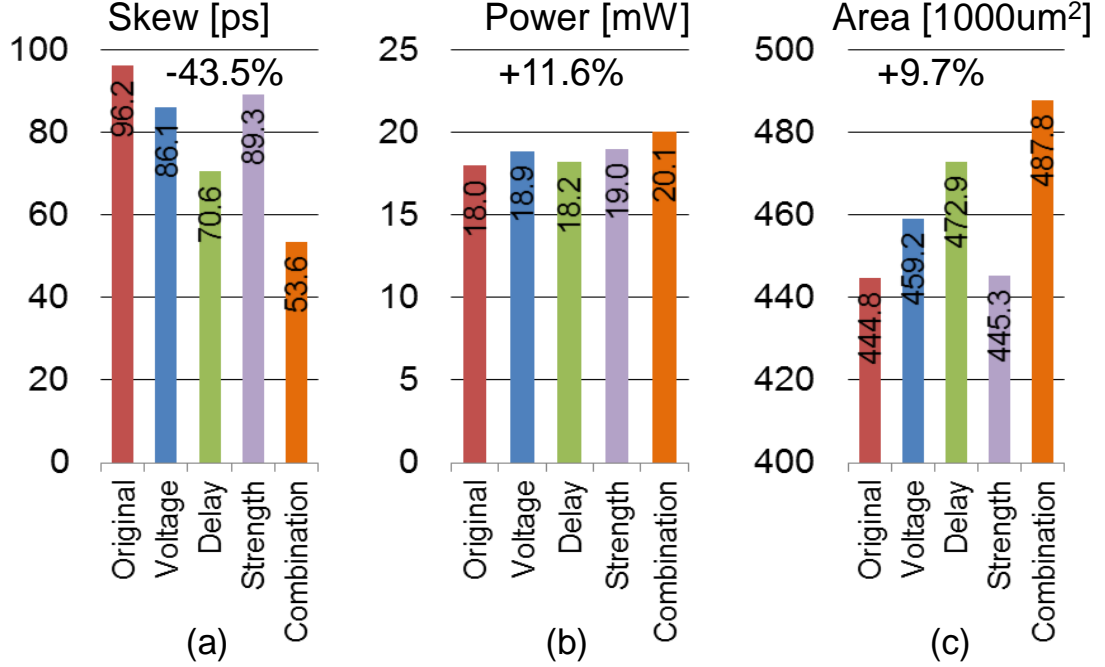 Skew [ps]
100
80
60
40
20
0
-43.5%
96.2
86.1
70.6
89.3
53.6
Original
Voltage
Delay
Strength
Combination
(a)
Power [mW]
25
20
15
10
5
0
+11.6%
18.0
18.9
18.2
19.0
20.1
Original
Voltage
Delay
Strength
Combination
(b)
Area [1000um²]
500
480
460
440
420
400
+9.7%
444.8
459.2
472.9
445.3
487.8
Original
Voltage
Delay
Strength
Combination
(c)